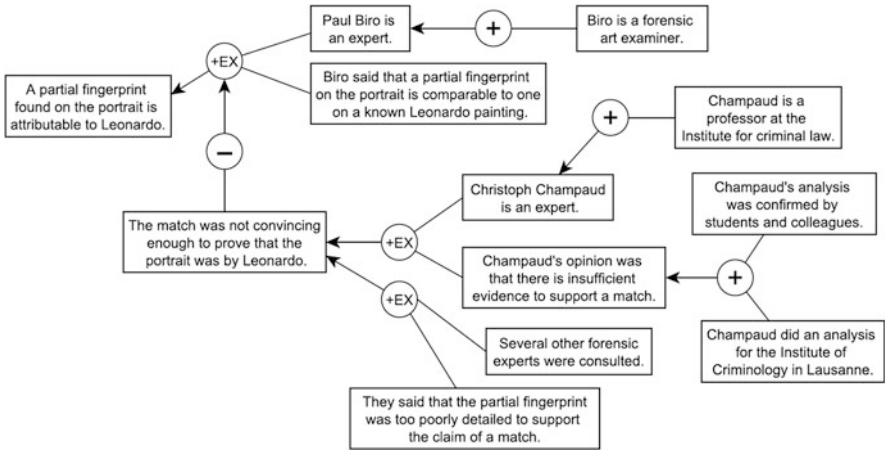 Paul Biro is
an expert.
+
Biro is a forensic
art examiner.
+EX
A partial fingerprint
found on the portrait is
attributable to Leonardo.
Biro said that a partial fingerprint
on the portrait is comparable to one
on a known Leonardo painting.
Champaud is a
professor at the
Institute for criminal law.
+
−
Christoph Champaud
is an expert.
Champaud's analysis
was confirmed by
students and colleagues.
The match was not convincing
enough to prove that the
portrait was by Leonardo.
+EX
Champaud's opinion was
that there is insufficient
evidence to support a match.
+
+EX
Several other forensic
experts were consulted.
Champaud did an analysis
for the Institute of
Criminology in Lausanne.
They said that the partial fingerprint
was too poorly detailed to support
the claim of a match.